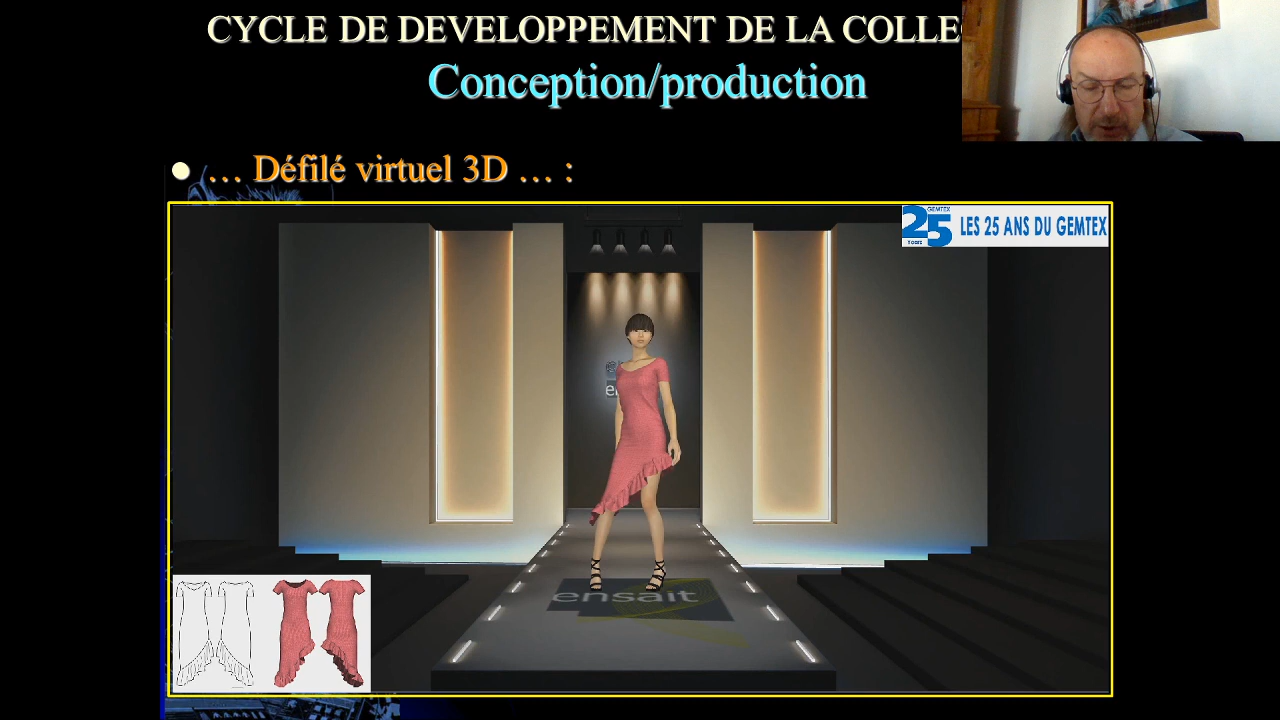 CYCLE DE DEVELOPPEMENT DE LA COLLE
Conception/production
• … Défilé virtuel 3D … :
GEMTEX
25 LES 25 ANS DU GEMTEX
ensait